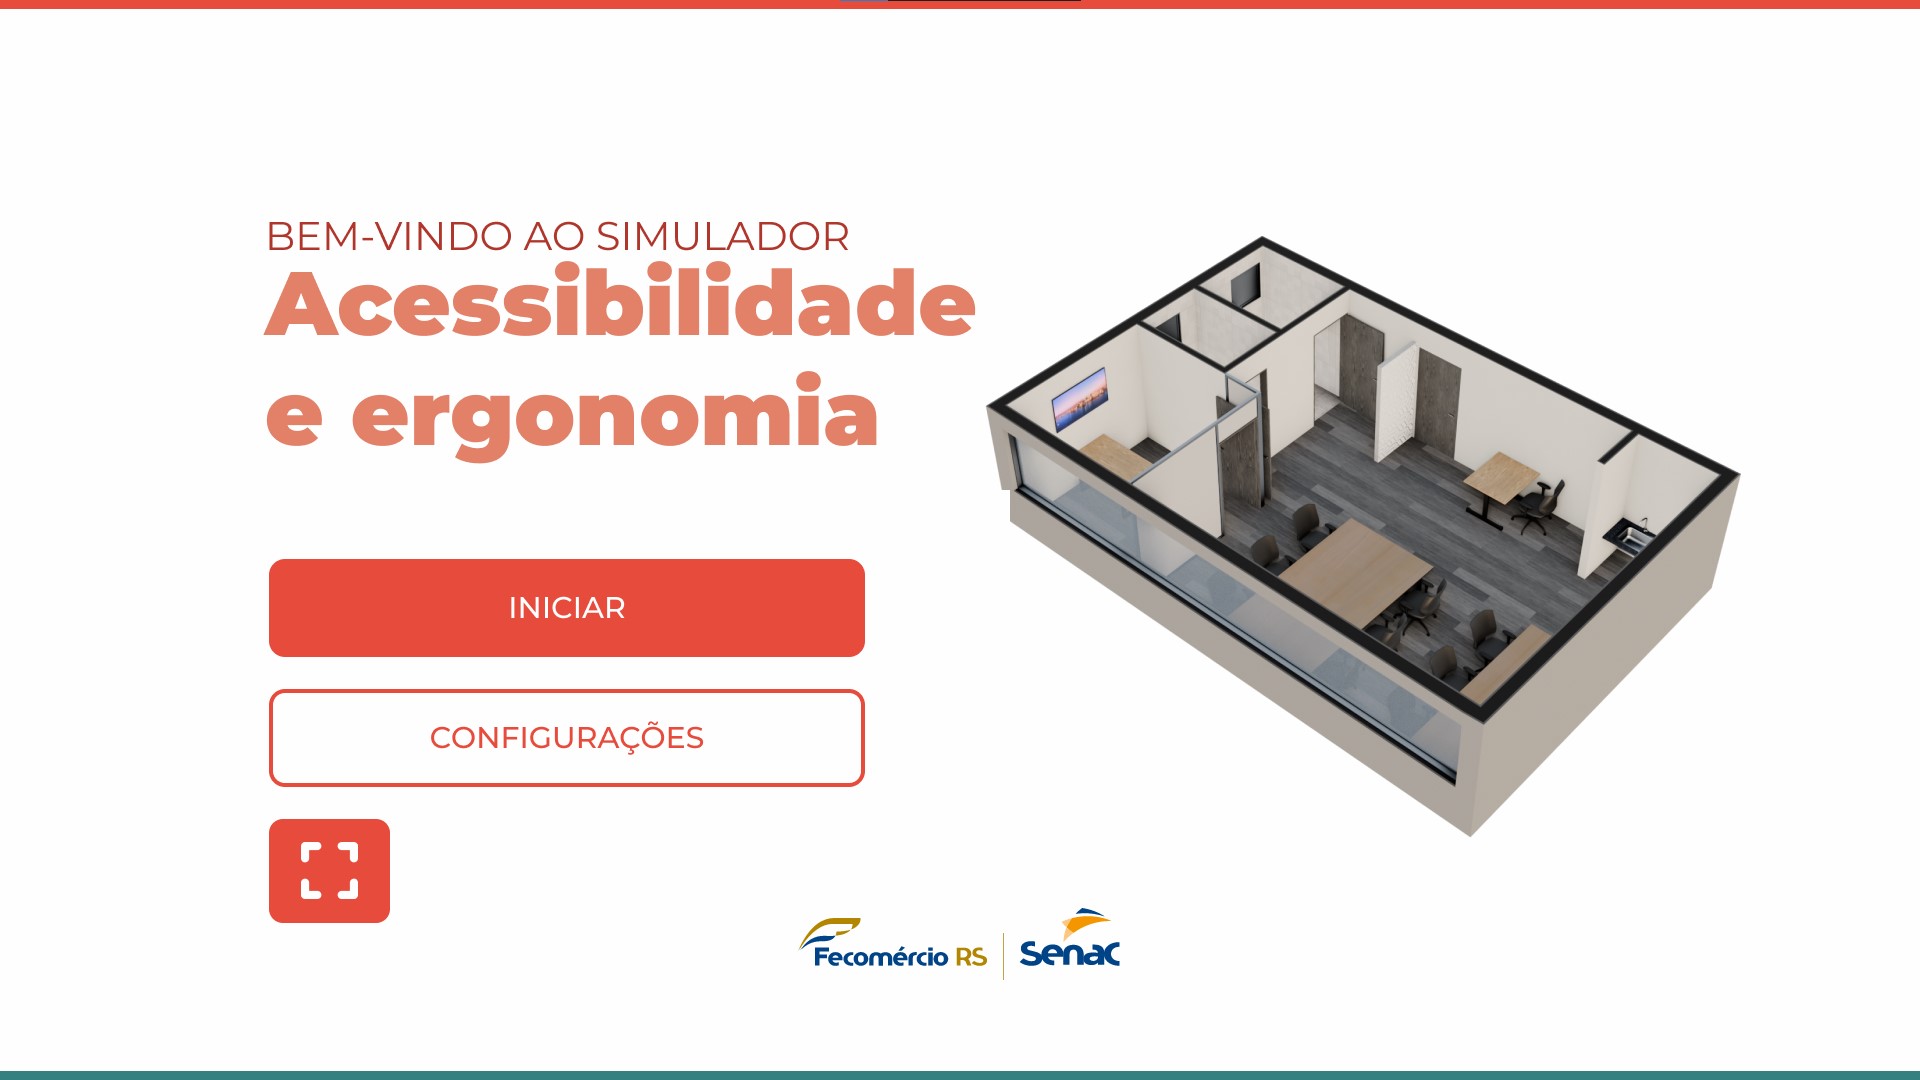 BEM-VINDO AO SIMULADOR
Acessibilidade
e ergonomia
INICIAR
CONFIGURAÇÕES
Fecomércio RS
Senac